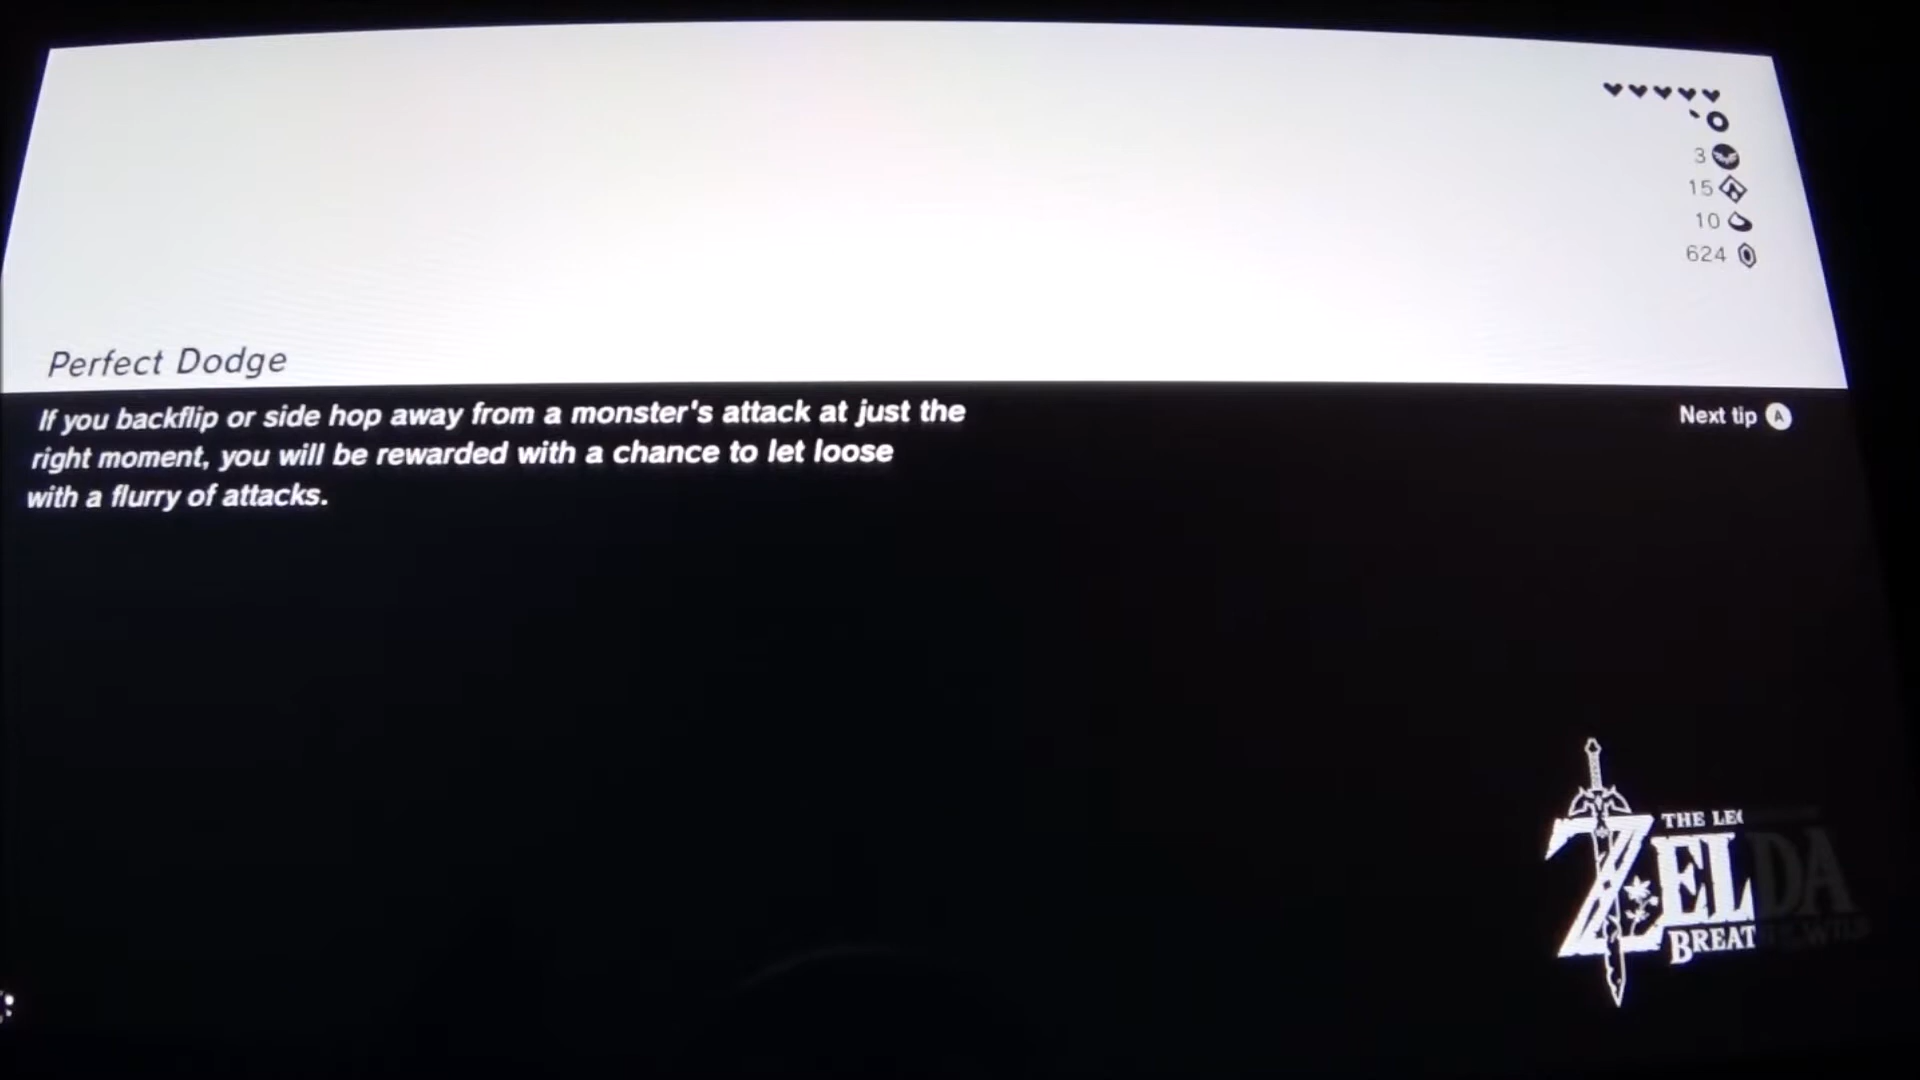 3
15
10
624
Perfect Dodge
If you backflip or side hop away from a monster's attack at just the
right moment, you will be rewarded with a chance to let loose
with a flurry of attacks.
Next tip A
THE LEG
ZELDA
BREAT